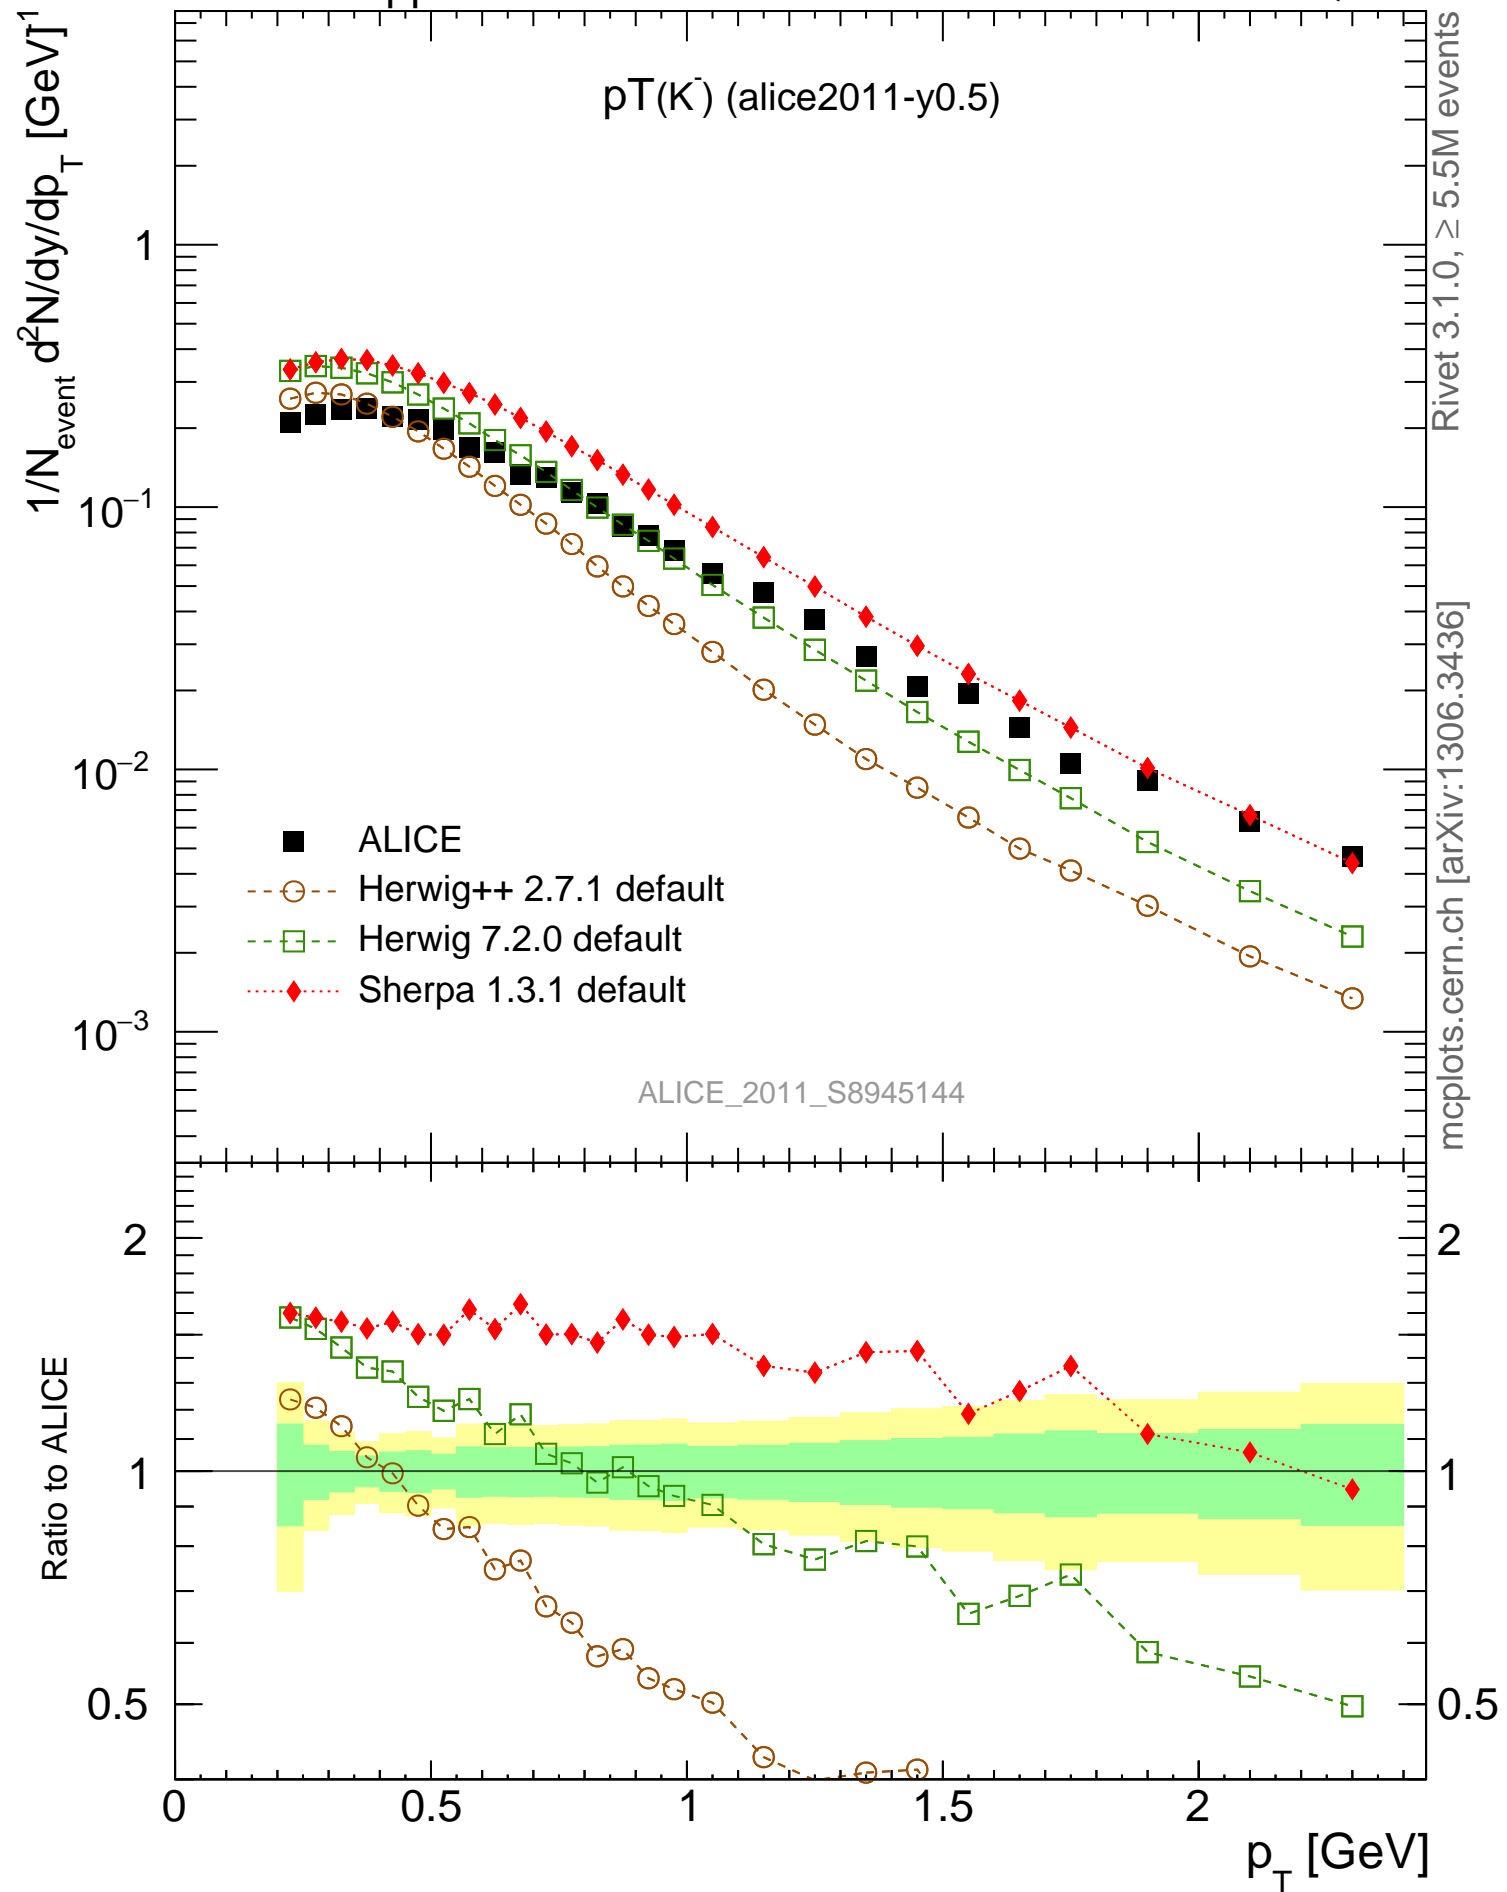 pT(K⁻) (alice2011-y0.5)
1/N_event d²N/dy/dp_T [GeV]⁻¹
1
10⁻¹
10⁻²
10⁻³
ALICE
Herwig++ 2.7.1 default
Herwig 7.2.0 default
Sherpa 1.3.1 default
ALICE_2011_S8945144
Rivet 3.1.0, ≥ 5.5M events
mcplots.cern.ch [arXiv:1306.3436]
Ratio to ALICE
2
1
0.5
2
1
0.5
0 0.5 1 1.5 2
p_T [GeV]